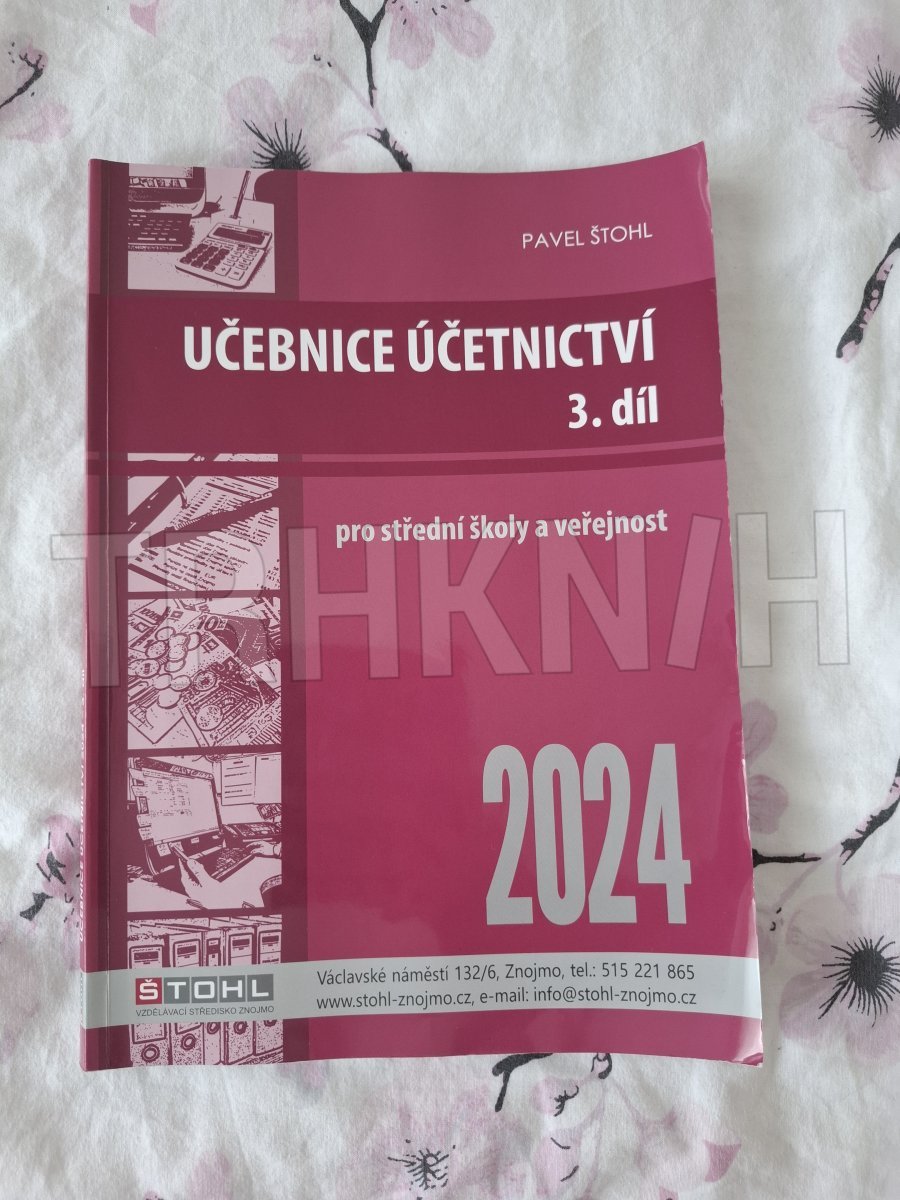 PAVEL ŠTOHL
UČEBNICE ÚČETNICTVÍ
3. díl
pro střední školy a veřejnost
TPHKN/H
2024
ŠTOHL
VZDĚLÁVACÍ STŘEDISKO ZNOJMO
Václavské náměstí 132/6, Znojmo, tel.: 515 221 865
www.stohl-znojmo.cz, e-mail: info@stohl-znojmo.cz